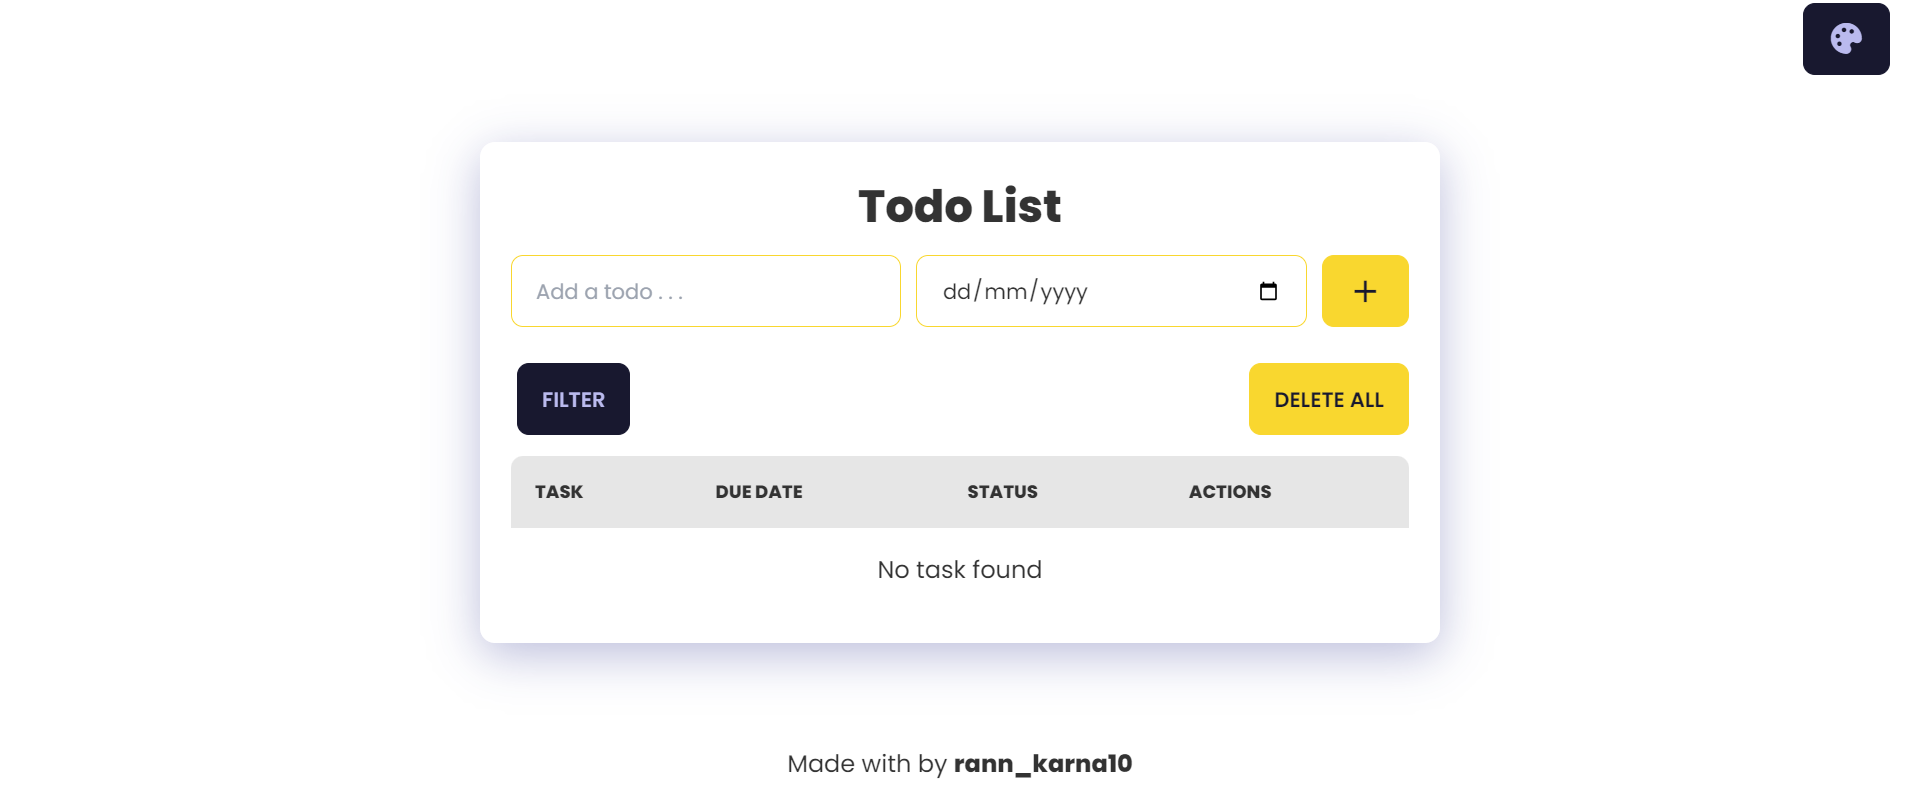 Todo List
Add a todo . . .
dd/mm/yyyy
FILTER
DELETE ALL
TASK DUE DATE STATUS ACTIONS
No task found
Made with by rann_karna10